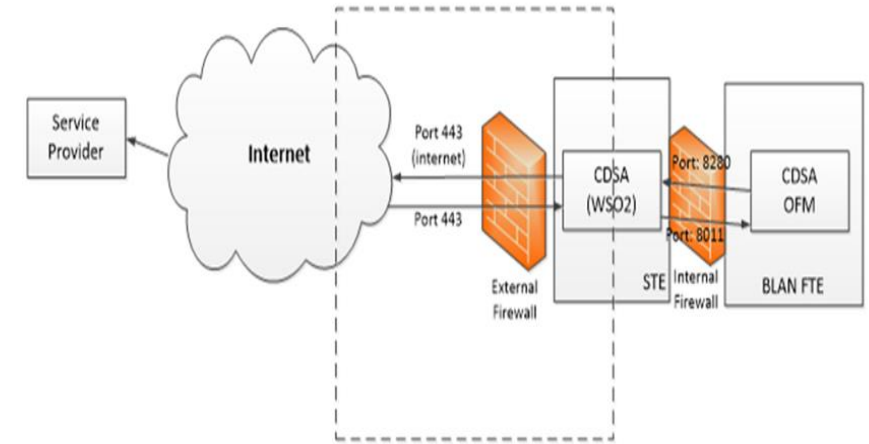 Service
Provider
Internet
Port 443
(internet)
Port 443
External
Firewall
CDSA
(WSO2)
STE
Port: 8280
Port: 8011
Internal
Firewall
CDSA
OFM
BLAN FTE